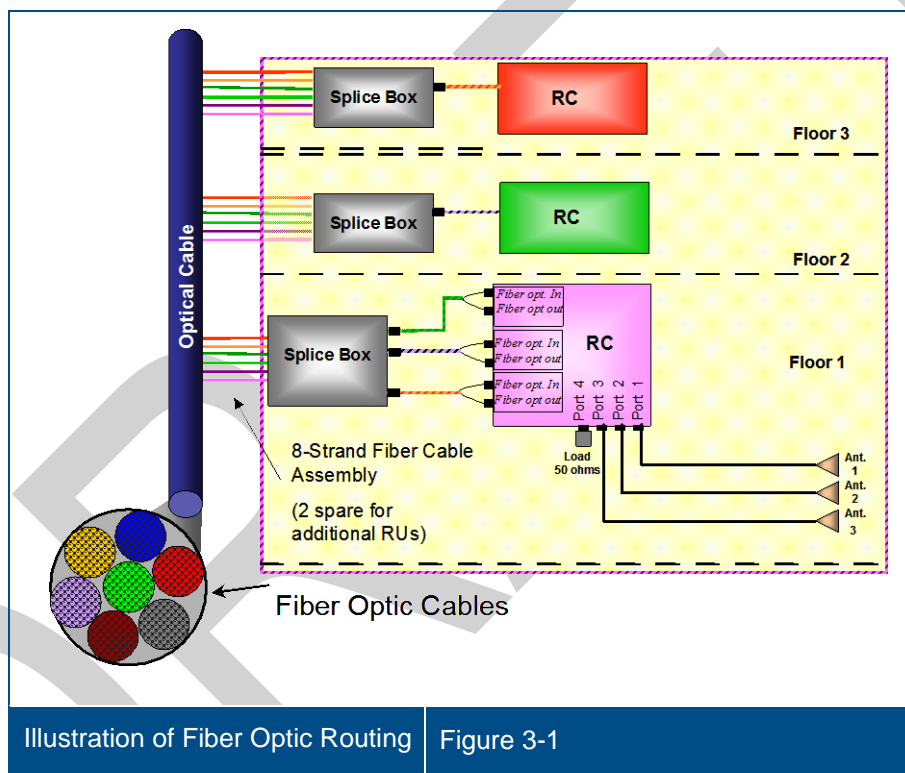 Optical Cable
Splice Box
RC
Floor 3
Splice Box
RC
Floor 2
Splice Box
Fiber opt. In
Fiber opt out
Fiber opt. In
Fiber opt out
Fiber opt. In
Fiber opt out
RC
Port 4
Port 3
Port 2
Port 1
Floor 1
Load
50 ohms
Ant.
1
Ant.
2
Ant.
3
8-Strand Fiber Cable
Assembly
(2 spare for
additional RUs)
Fiber Optic Cables
Illustration of Fiber Optic Routing
Figure 3-1